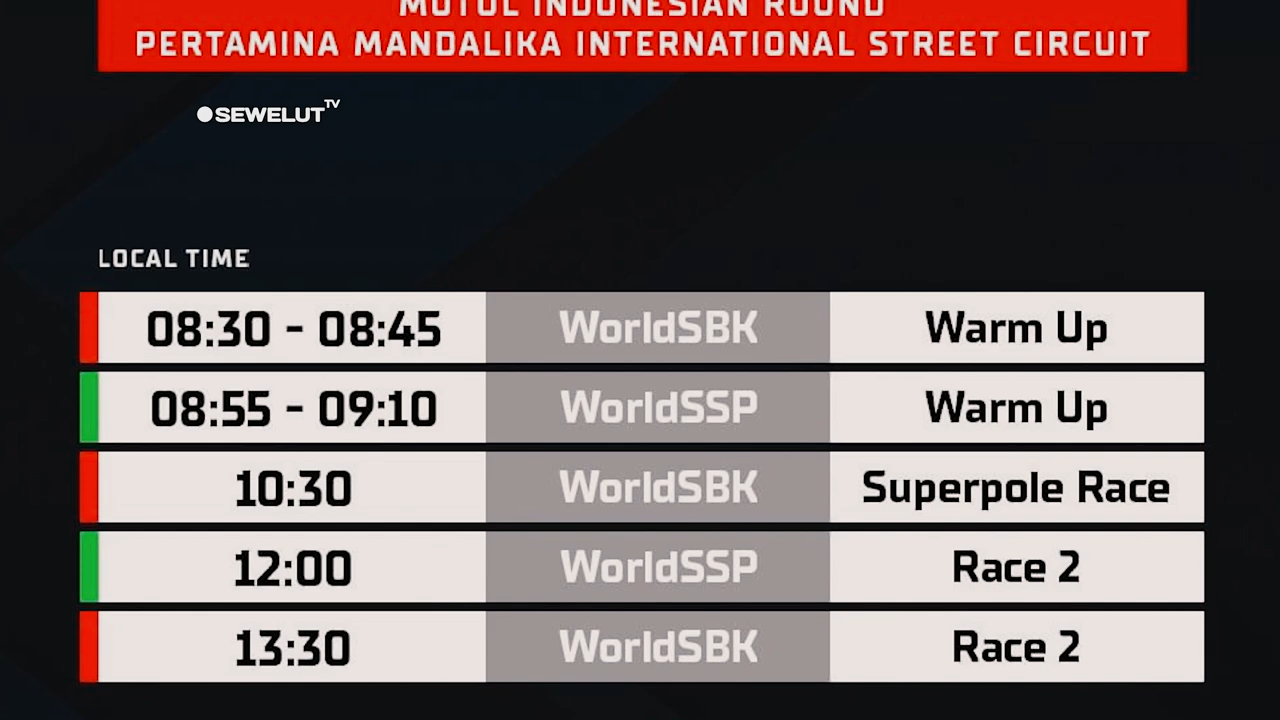 MOTUL INDONESIAN ROUND
PERTAMINA MANDALIKA INTERNATIONAL STREET CIRCUIT
SEWELUT TV
LOCAL TIME
08:30 - 08:45 WorldSBK Warm Up
08:55 - 09:10 WorldSSP Warm Up
10:30 WorldSBK Superpole Race
12:00 WorldSSP Race 2
13:30 WorldSBK Race 2